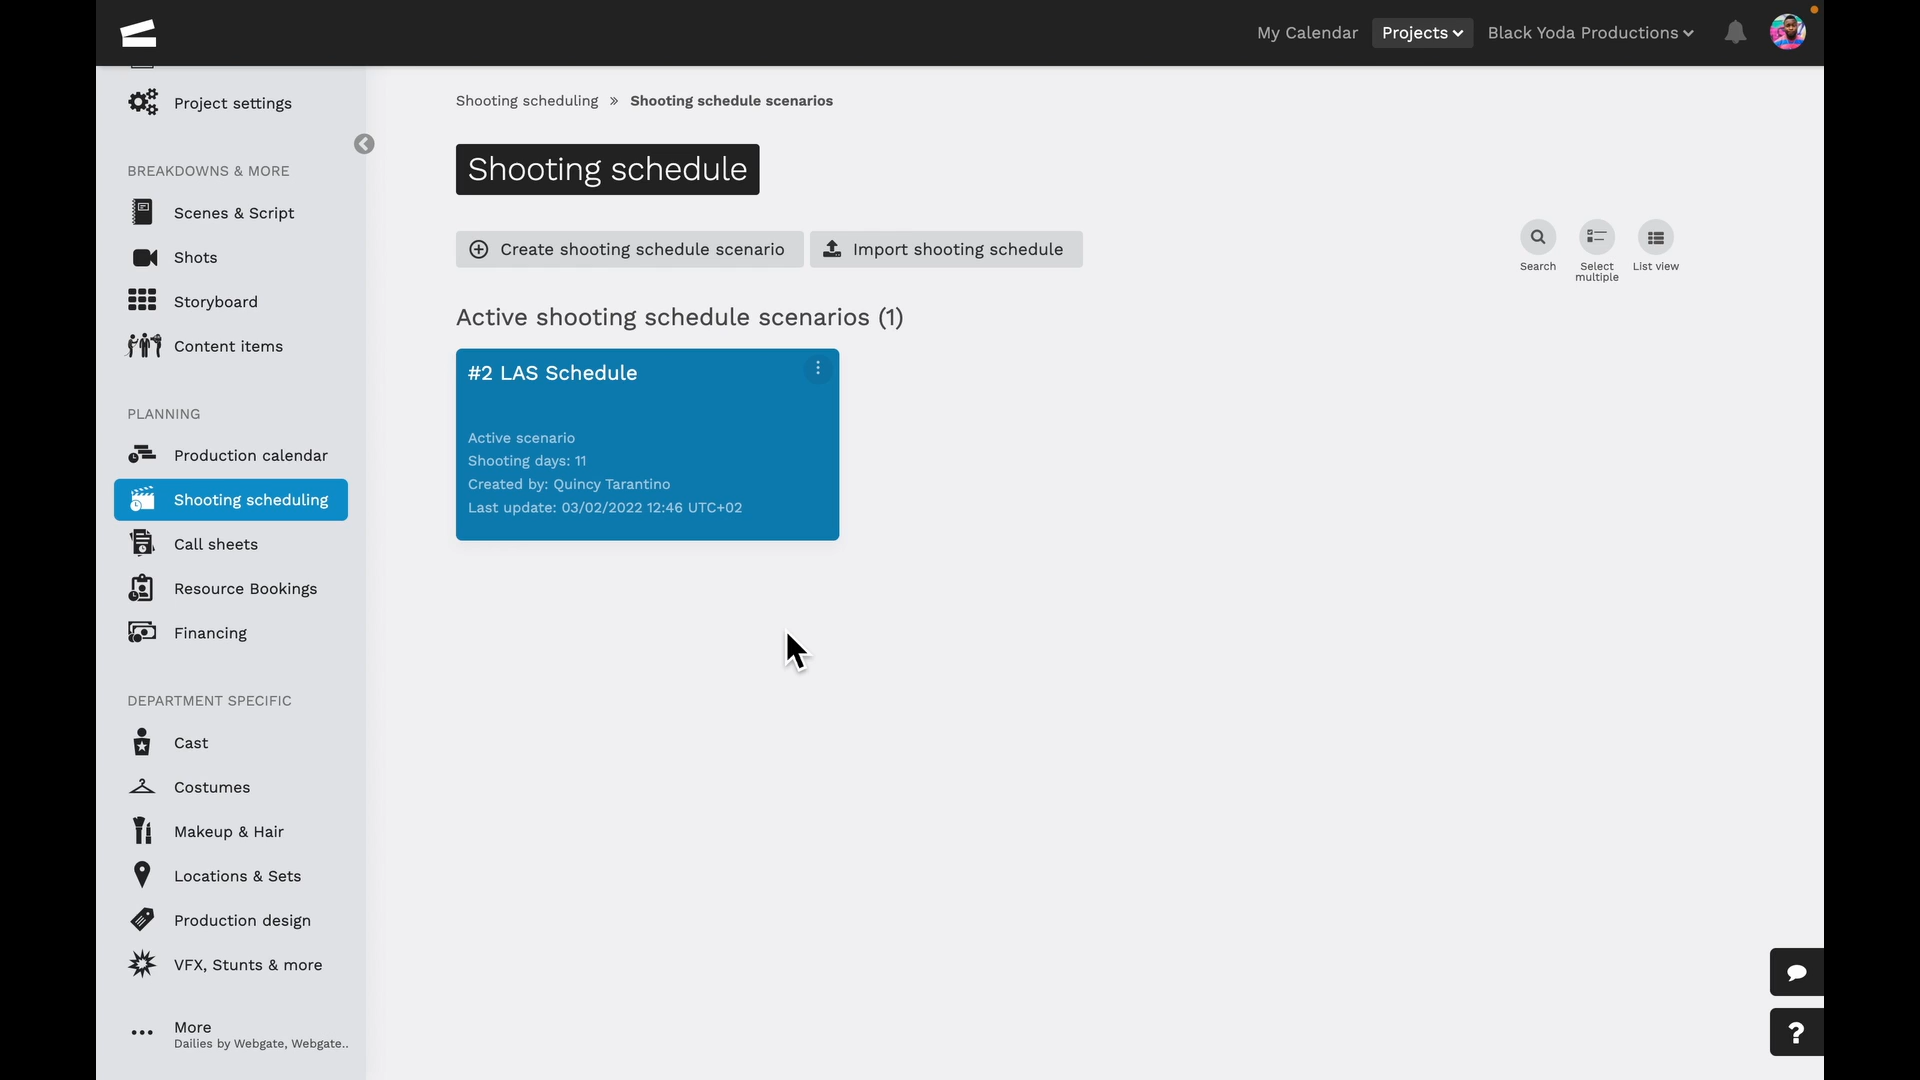 My Calendar
Projects
Black Yoda Productions
Project settings
BREAKDOWNS & MORE
Scenes & Script
Shots
Storyboard
Content items
PLANNING
Production calendar
Shooting scheduling
Call sheets
Resource Bookings
Financing
DEPARTMENT SPECIFIC
Cast
Costumes
Makeup & Hair
Locations & Sets
Production design
VFX, Stunts & more
More
Dailies by Webgate, Webgate..
Shooting scheduling » Shooting schedule scenarios
Shooting schedule
Create shooting schedule scenario
Import shooting schedule
Search
Select
multiple
List view
Active shooting schedule scenarios (1)
#2 LAS Schedule
Active scenario
Shooting days: 11
Created by: Quincy Tarantino
Last update: 03/02/2022 12:46 UTC+02
?